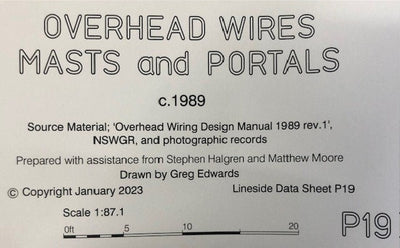 OVERHEAD WIRES
MASTS and PORTALS
c.1989
Source Material; 'Overhead Wiring Design Manual 1989 rev.1',
NSWGR, and photographic records
Prepared with assistance from Stephen Halgren and Matthew Moore
Drawn by Greg Edwards
© Copyright January 2023 Lineside Data Sheet P19
Scale 1:87.1
0ft 5 10 20
P19